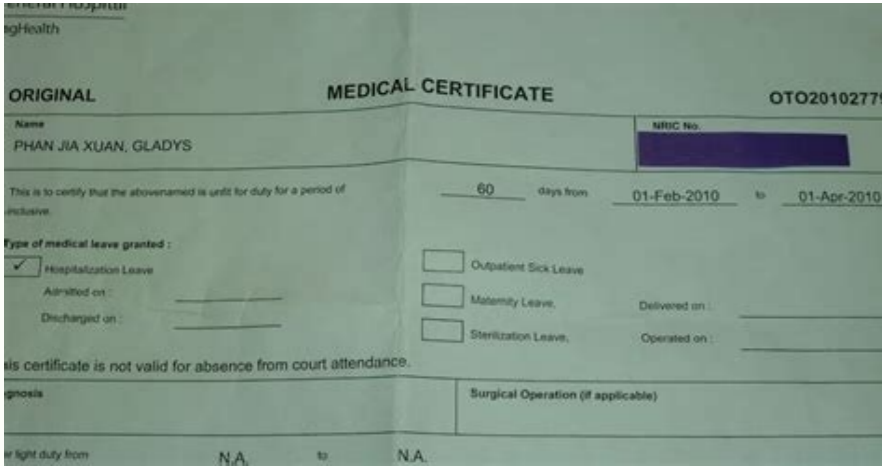 General Hospital
ngHealth
ORIGINAL MEDICAL CERTIFICATE OTO2010277
Name NRIC No.
PHAN JIA XUAN, GLADYS
This is to certify that the abovenamed is unfit for duty for a period of 60 days from 01-Feb-2010 to 01-Apr-2010
inclusive.
Type of medical leave granted :
✓ Hospitalization Leave Outpatient Sick Leave
Admitted on : Maternity Leave, Delivered on :
Discharged on : Sterilization Leave, Operated on :
is certificate is not valid for absence from court attendance.
gnosis Surgical Operation (if applicable)
light duty from N.A. to N.A.